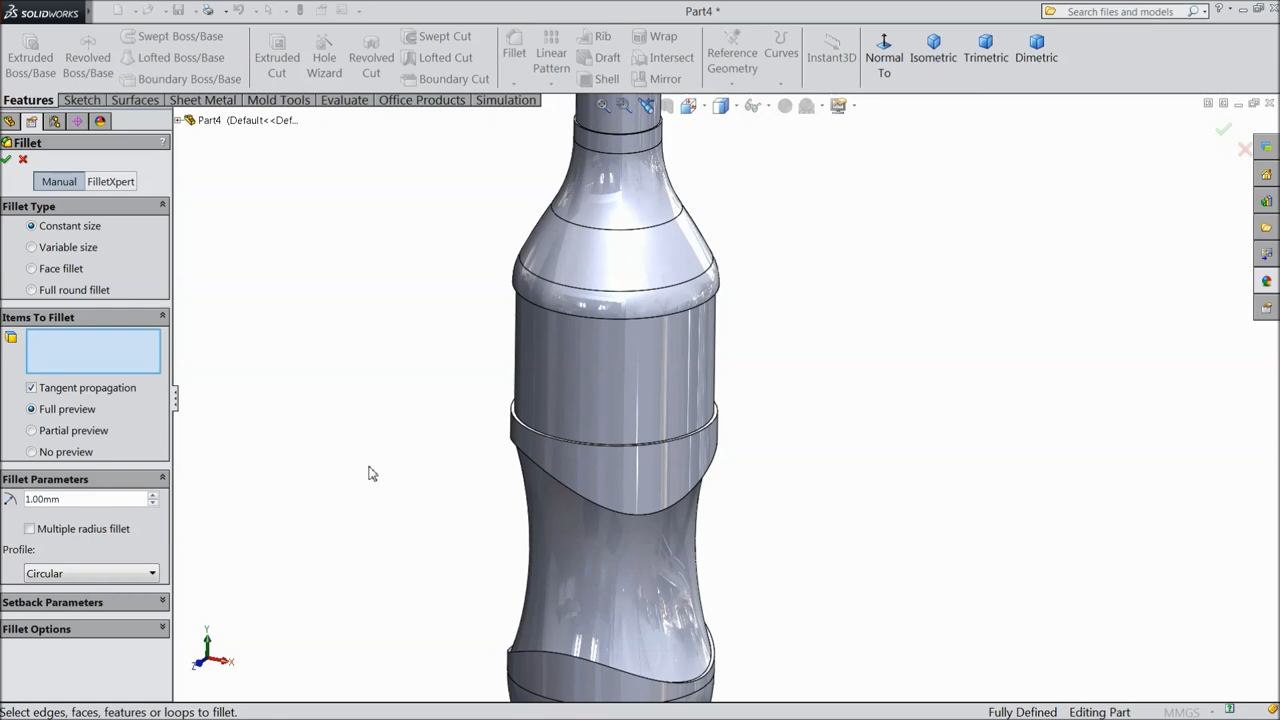 SOLIDWORKS
Part4 *
Search files and models
Extruded Boss/Base
Revolved Boss/Base
Swept Boss/Base
Lofted Boss/Base
Boundary Boss/Base
Extruded Cut
Hole Wizard
Revolved Cut
Swept Cut
Lofted Cut
Boundary Cut
Fillet
Linear Pattern
Rib
Draft
Shell
Wrap
Intersect
Mirror
Reference Geometry
Curves
Instant3D
Normal To
Isometric
Trimetric
Dimetric
Features
Sketch
Surfaces
Sheet Metal
Mold Tools
Evaluate
Office Products
Simulation
Part4 (Default<<Def...
Fillet
?
Manual
FilletXpert
Fillet Type
Constant size
Variable size
Face fillet
Full round fillet
Items To Fillet
Tangent propagation
Full preview
Partial preview
No preview
Fillet Parameters
1.00mm
Multiple radius fillet
Profile:
Circular
Setback Parameters
Fillet Options
Y
X
Z
Select edges, faces, features or loops to fillet.
Fully Defined
Editing Part
MMGS